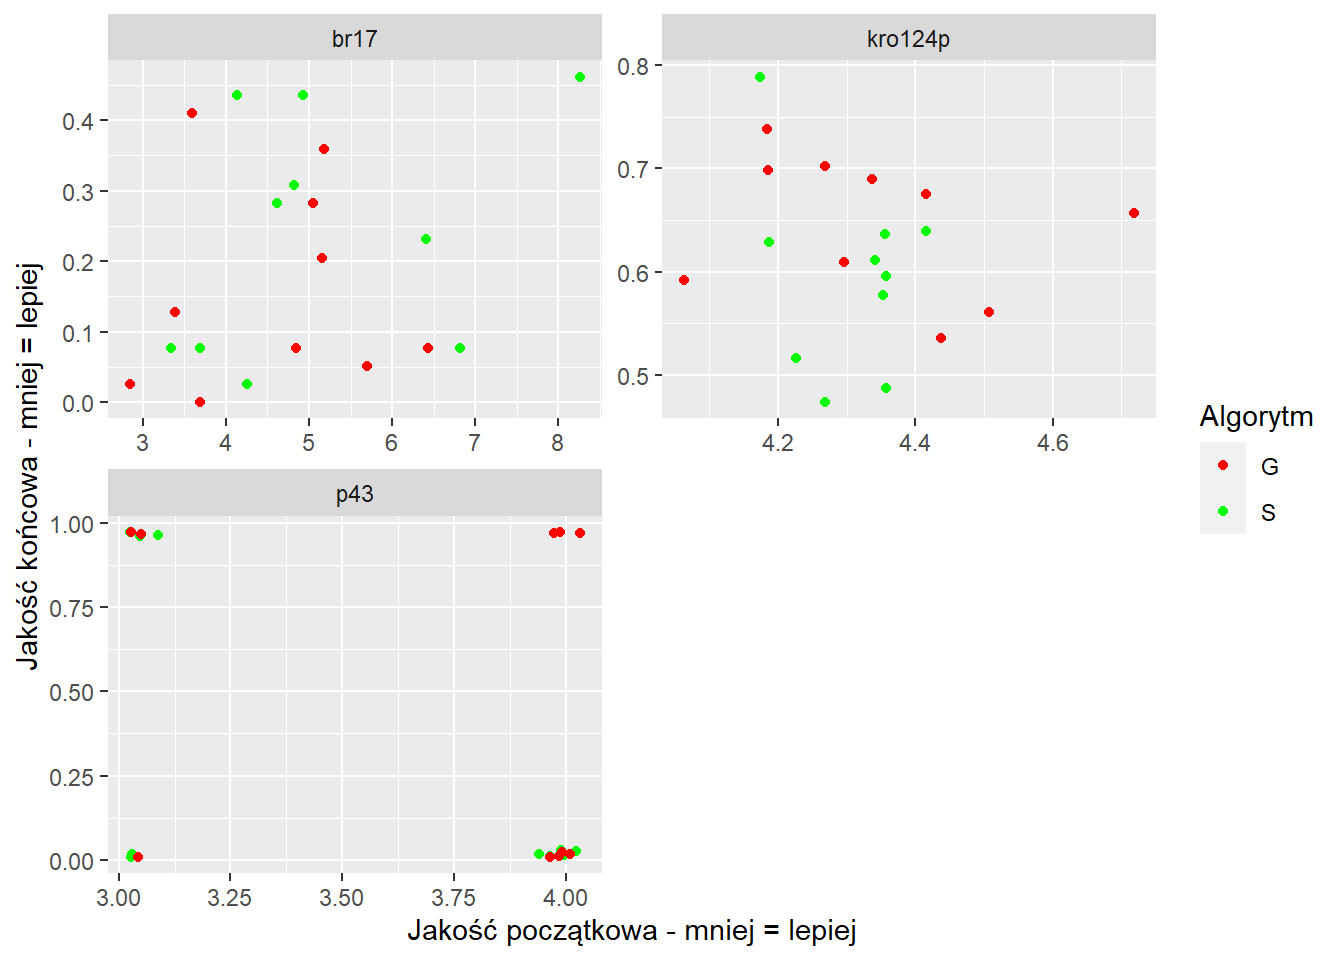 br17
kro124p
0.4
0.3
0.2
0.1
0.0
3 4 5 6 7 8
0.8
0.7
0.6
0.5
4.2 4.4 4.6
p43
1.00
0.75
0.50
0.25
0.00
3.00 3.25 3.50 3.75 4.00
Jakość końcowa - mniej = lepiej
Jakość początkowa - mniej = lepiej
Algorytm
G
S